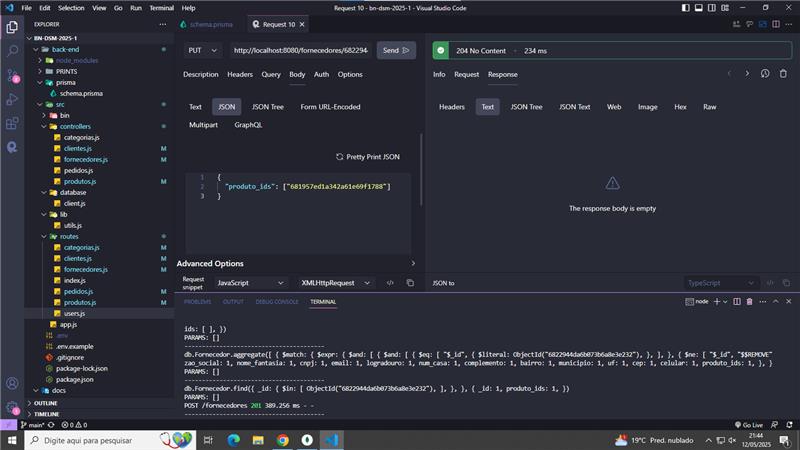 File Edit Selection View Go Run Terminal Help
Request 10 - bn-dsm-2025-1 - Visual Studio Code
EXPLORER
BN-DSM-2025-1
back-end
node_modules
PRINTS
prisma
schema.prisma
src
bin
controllers
categorias.js
clientes.js M
fornecedores.js M
pedidos.js
produtos.js M
database
client.js
lib
utils.js
routes
categorias.js M
clientes.js M
fornecedores.js M
index.js
pedidos.js M
produtos.js M
users.js
app.js
.env
.env.example
.gitignore
package-lock.json
package.json
docs
OUTLINE
TIMELINE
schema.prisma
Request 10
PUT
http://localhost:8080/fornecedores/68229
Send
Description Headers Query Body Auth Options
Text JSON JSON Tree Form URL-Encoded
Multipart GraphQL
Pretty Print JSON
1 {
2 "produto_ids": ["681957ed1a342a61e69f1788"]
3 }
Advanced Options
Request snippet
JavaScript
XMLHttpRequest
204 No Content · 234 ms
Info Request Response
Headers Text JSON Tree JSON Text Web Image Hex Raw
The response body is empty
JSON to
TypeScript
PROBLEMS OUTPUT DEBUG CONSOLE TERMINAL
node
ids: [ ], })
PARAMS: []
------------------------------------
db.Fornecedor.aggregate([ { $match: { $expr: { $and: [ { $and: [ { $eq: [ "$_id", { $literal: ObjectId("6822944da6b073b6a8e3e232"), }, ], }, { $ne: [ "$_id", "$$REMOVE"
zao_social: 1, nome_fantasia: 1, cnpj: 1, email: 1, logradouro: 1, num_casa: 1, complemento: 1, bairro: 1, municipio: 1, uf: 1, cep: 1, celular: 1, produto_ids: 1, }, }
PARAMS: []
------------------------------------
db.Fornecedor.find({ _id: { $in: [ ObjectId("6822944da6b073b6a8e3e232"), ], }, }, { _id: 1, produto_ids: 1, })
PARAMS: []
POST /fornecedores 201 389.256 ms - -
------------------------------------
main*
0 0
Go Live
Digite aqui para pesquisar
19°C Pred. nublado
21:44
12/05/2025